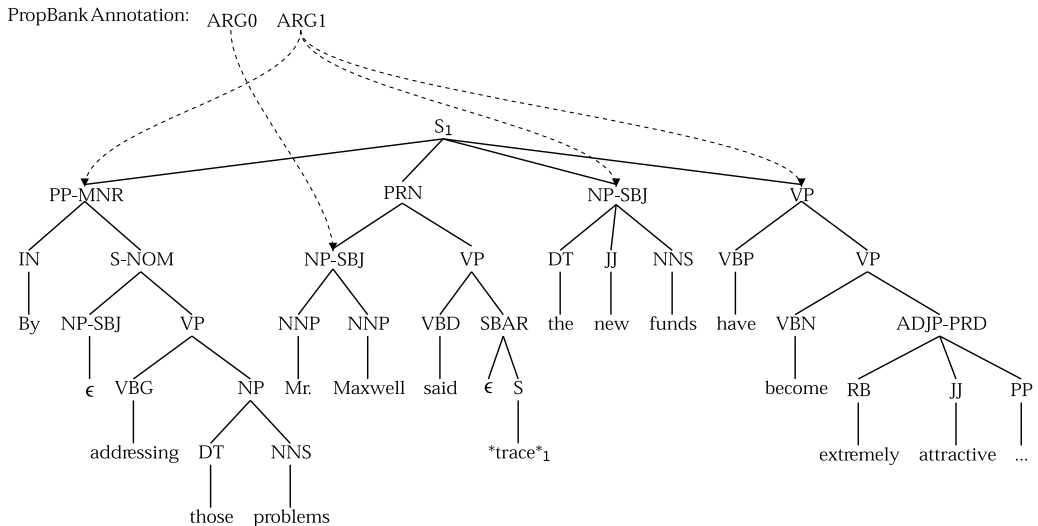 PropBank Annotation: ARG0 ARG1
S1
PP-MNR PRN NP-SBJ VP
IN S-NOM NP-SBJ VP DT JJ NNS VBP VP
By NP-SBJ VP NNP NNP VBD SBAR the new funds have VBN ADJP-PRD
ϵ VBG NP Mr. Maxwell said ϵ S become RB JJ PP
addressing DT NNS *trace*1 extremely attractive ...
those problems